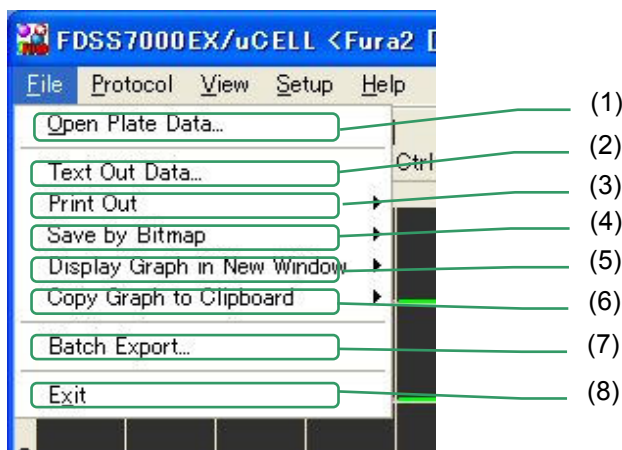 FDSS7000EX/uCELL <Fura2 [
File Protocol View Setup Help
Open Plate Data... (1)
Ctrl
Text Out Data... (2)
Print Out (3)
Save by Bitmap (4)
Display Graph in New Window (5)
Copy Graph to Clipboard (6)
Batch Export... (7)
Exit (8)